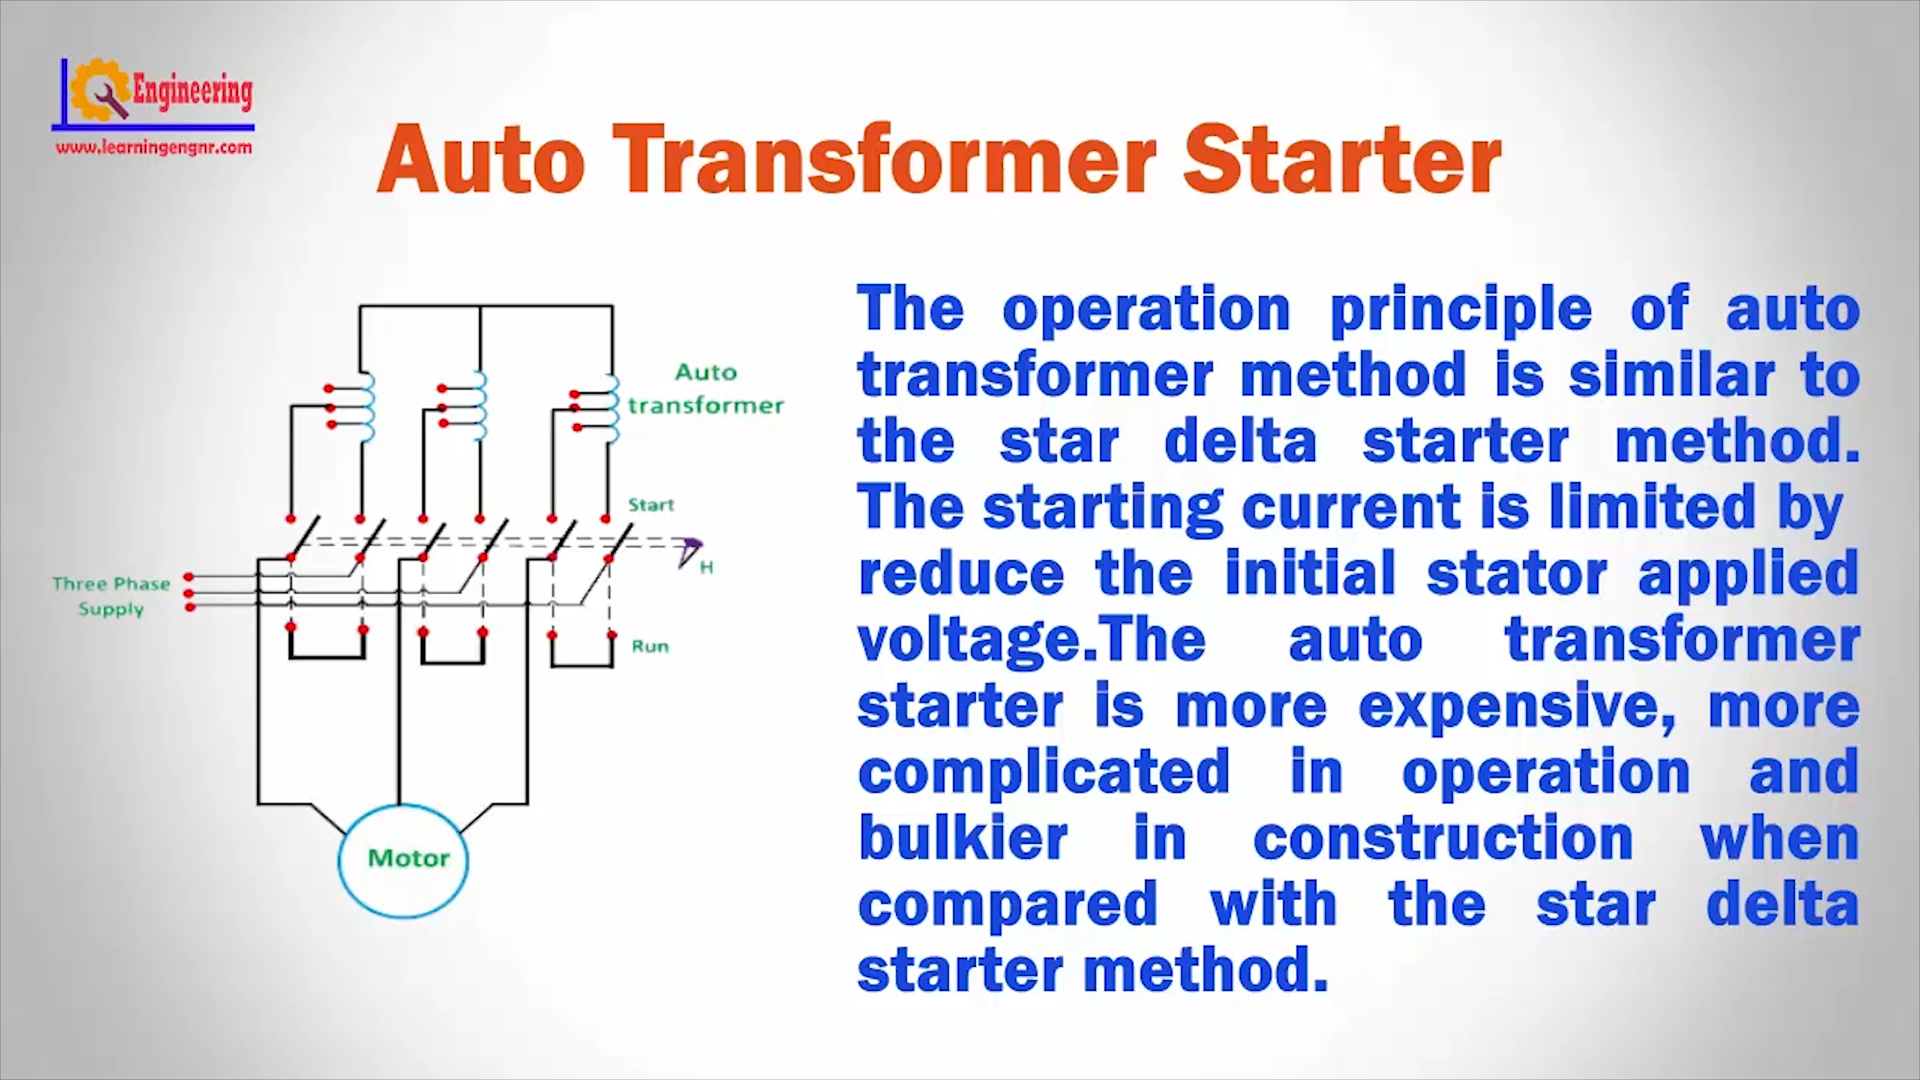 Engineering
www.learningengnr.com
Auto Transformer Starter
Auto
transformer
Start
H
Three Phase
Supply
Run
Motor
The operation principle of auto
transformer method is similar to
the star delta starter method.
The starting current is limited by
reduce the initial stator applied
voltage.The auto transformer
starter is more expensive, more
complicated in operation and
bulkier in construction when
compared with the star delta
starter method.